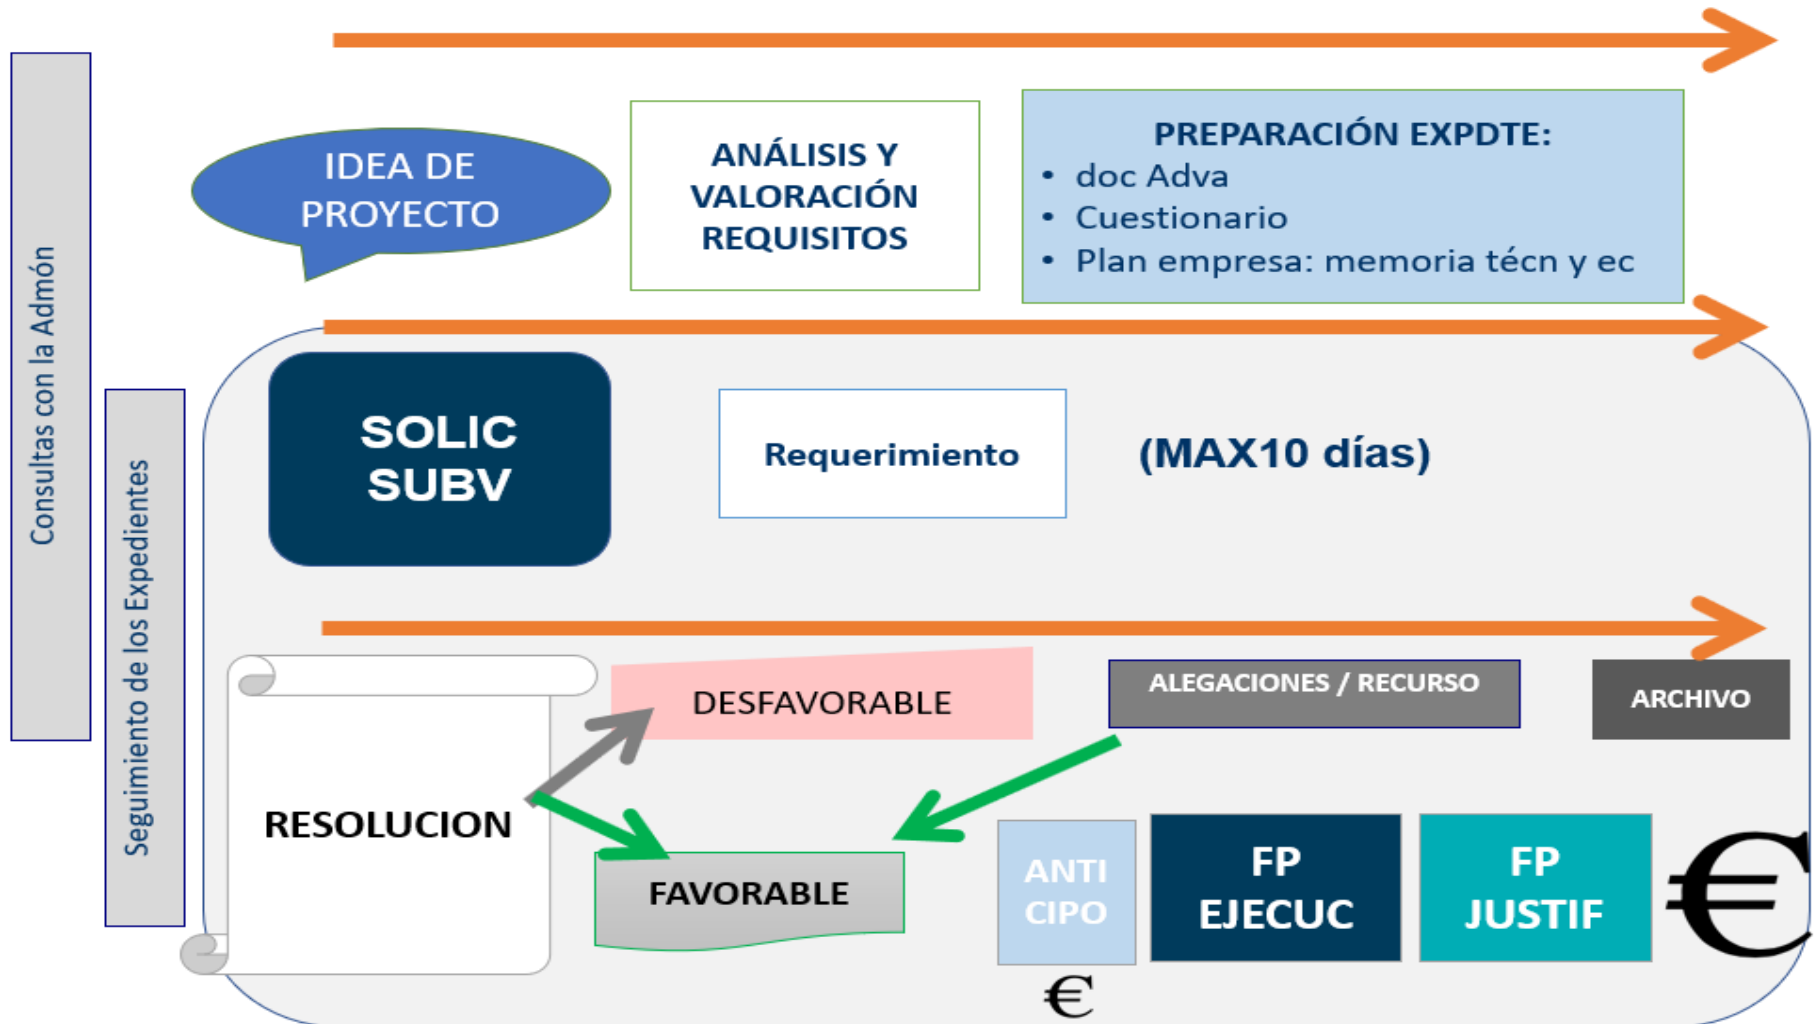 Consultas con la Admón
Seguimiento de los Expedientes
IDEA DE
PROYECTO
ANÁLISIS Y
VALORACIÓN
REQUISITOS
PREPARACIÓN EXPDTE:
• doc Adva
• Cuestionario
• Plan empresa: memoria técn y ec
SOLIC
SUBV
Requerimiento
(MAX10 días)
RESOLUCION
DESFAVORABLE
ALEGACIONES / RECURSO
ARCHIVO
FAVORABLE
ANTI
CIPO
€
FP
EJECUC
FP
JUSTIF
€